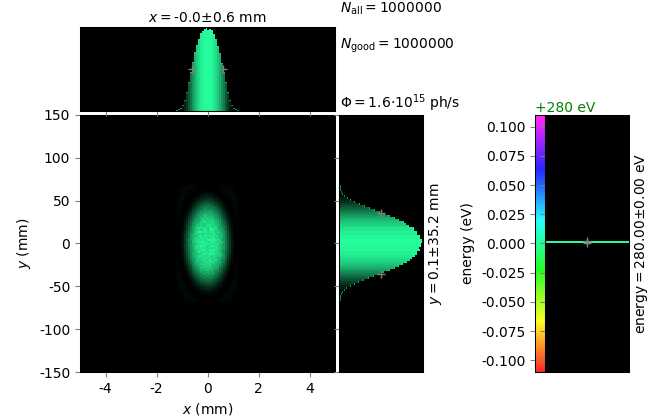 x = -0.0±0.6 mm
N_all = 1000000
N_good = 1000000
Φ = 1.6·10¹⁵ ph/s
150
100
50
0
-50
-100
-150
y (mm)
-4 -2 0 2 4
x (mm)
y = 0.1±35.2 mm
+280 eV
0.100
0.075
0.050
0.025
0.000
-0.025
-0.050
-0.075
-0.100
energy (eV)
energy = 280.00±0.00 eV